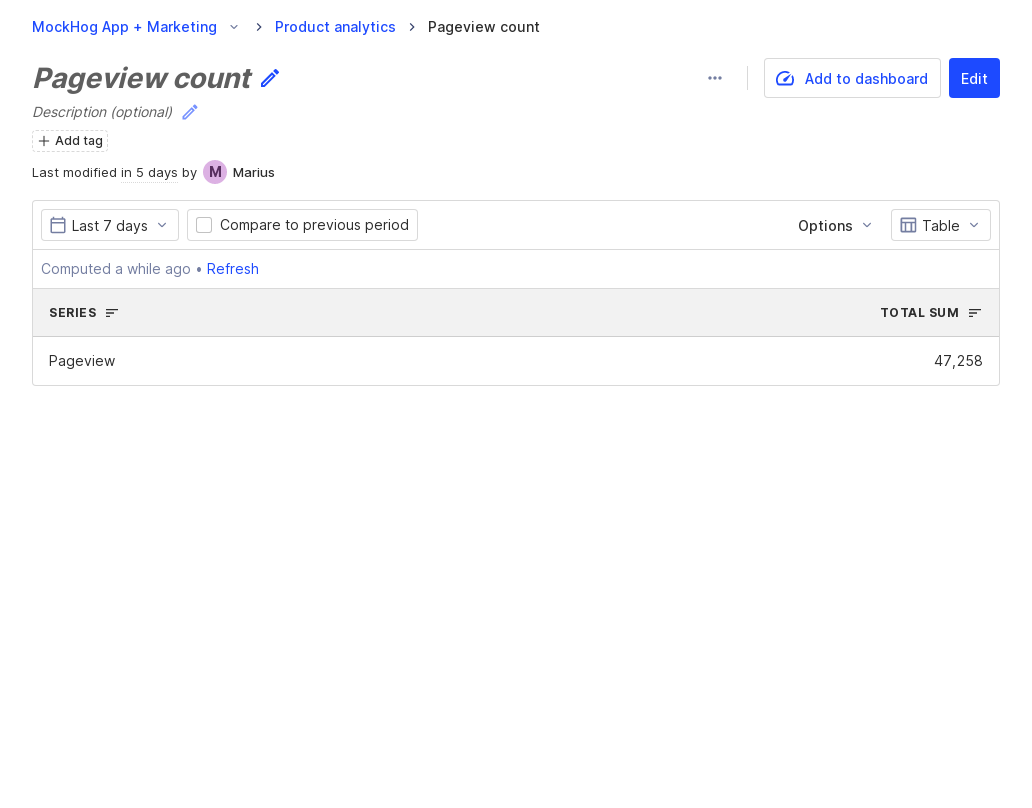 MockHog App + Marketing Product analytics Pageview count
Pageview count
Add to dashboard Edit
Description (optional)
Add tag
Last modified in 5 days by M Marius
Last 7 days Compare to previous period Options Table
Computed a while ago • Refresh
SERIES TOTAL SUM
Pageview 47,258